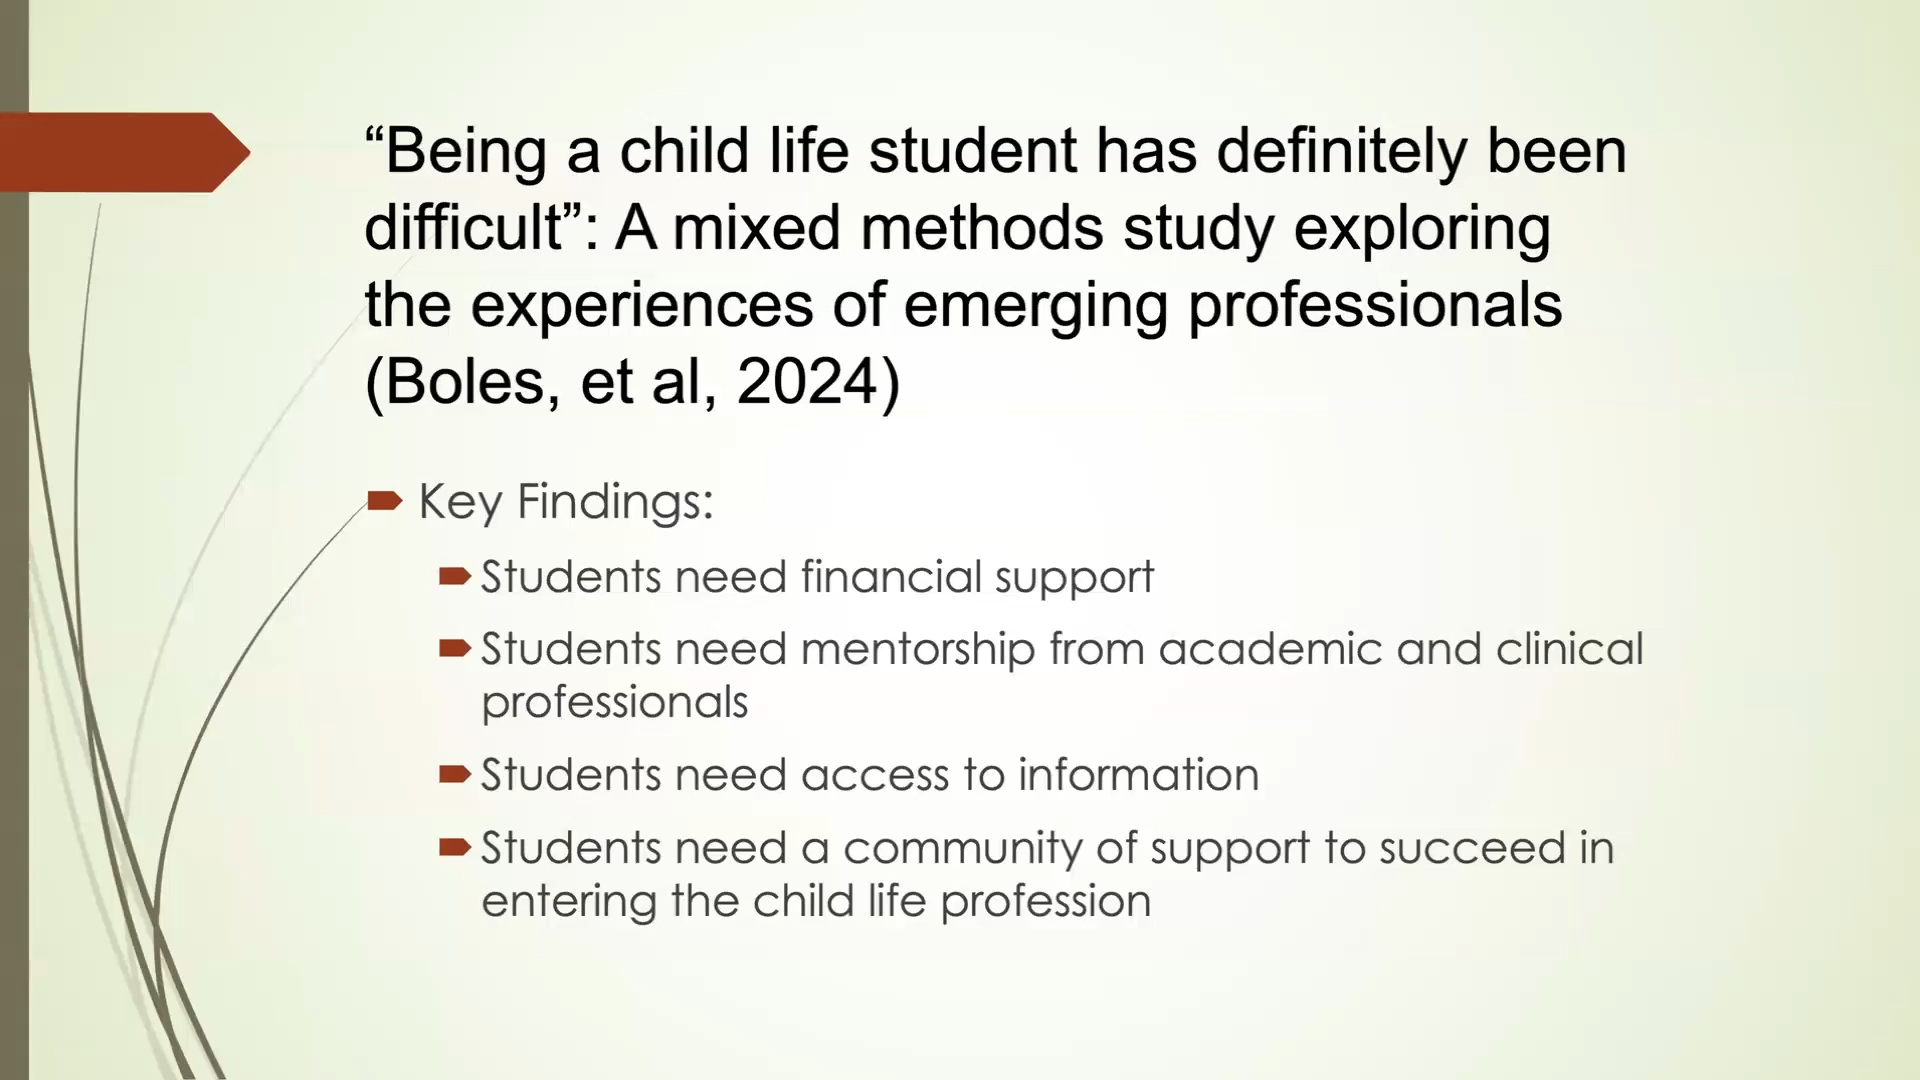 “Being a child life student has definitely been
difficult”: A mixed methods study exploring
the experiences of emerging professionals
(Boles, et al, 2024)
Key Findings:
Students need financial support
Students need mentorship from academic and clinical
professionals
Students need access to information
Students need a community of support to succeed in
entering the child life profession